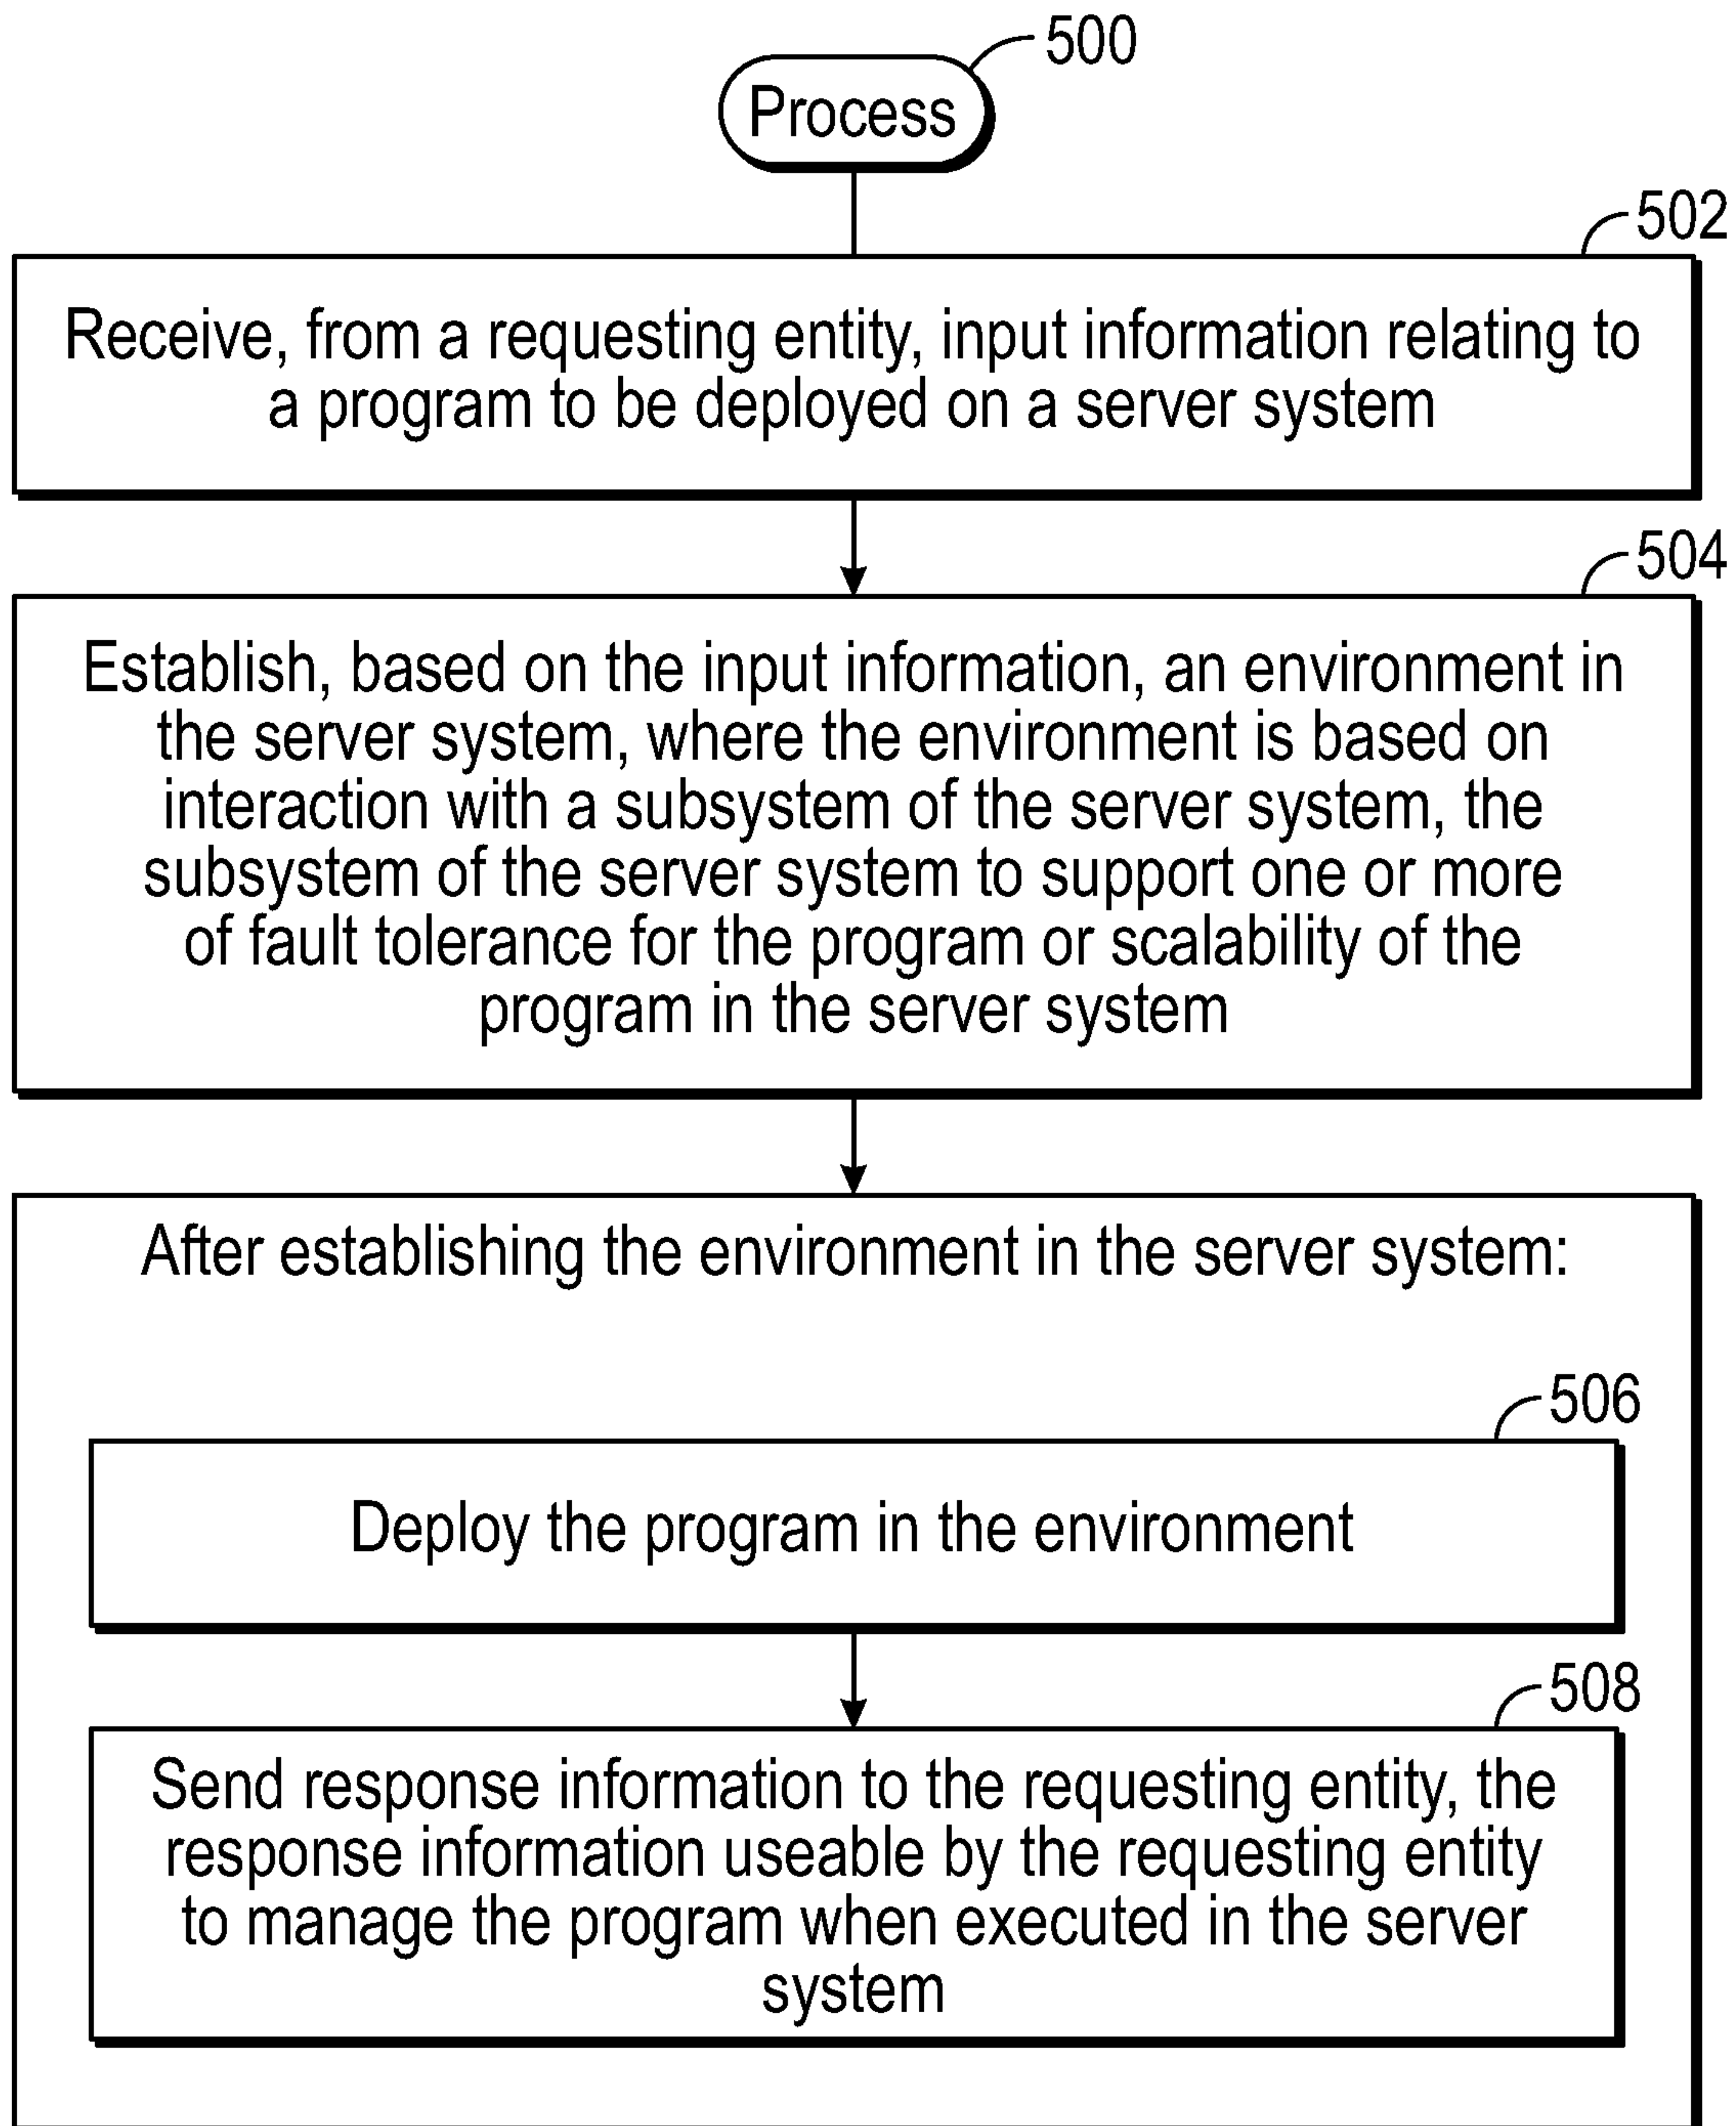 500
Process
502
Receive, from a requesting entity, input information relating to
a program to be deployed on a server system
504
Establish, based on the input information, an environment in
the server system, where the environment is based on
interaction with a subsystem of the server system, the
subsystem of the server system to support one or more
of fault tolerance for the program or scalability of the
program in the server system
After establishing the environment in the server system:
506
Deploy the program in the environment
508
Send response information to the requesting entity, the
response information useable by the requesting entity
to manage the program when executed in the server
system